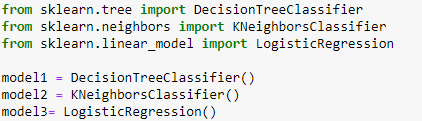 from sklearn.tree import DecisionTreeClassifier
from sklearn.neighbors import KNeighborsClassifier
from sklearn.linear_model import LogisticRegression
model1 = DecisionTreeClassifier()
model2 = KNeighborsClassifier()
model3= LogisticRegression()